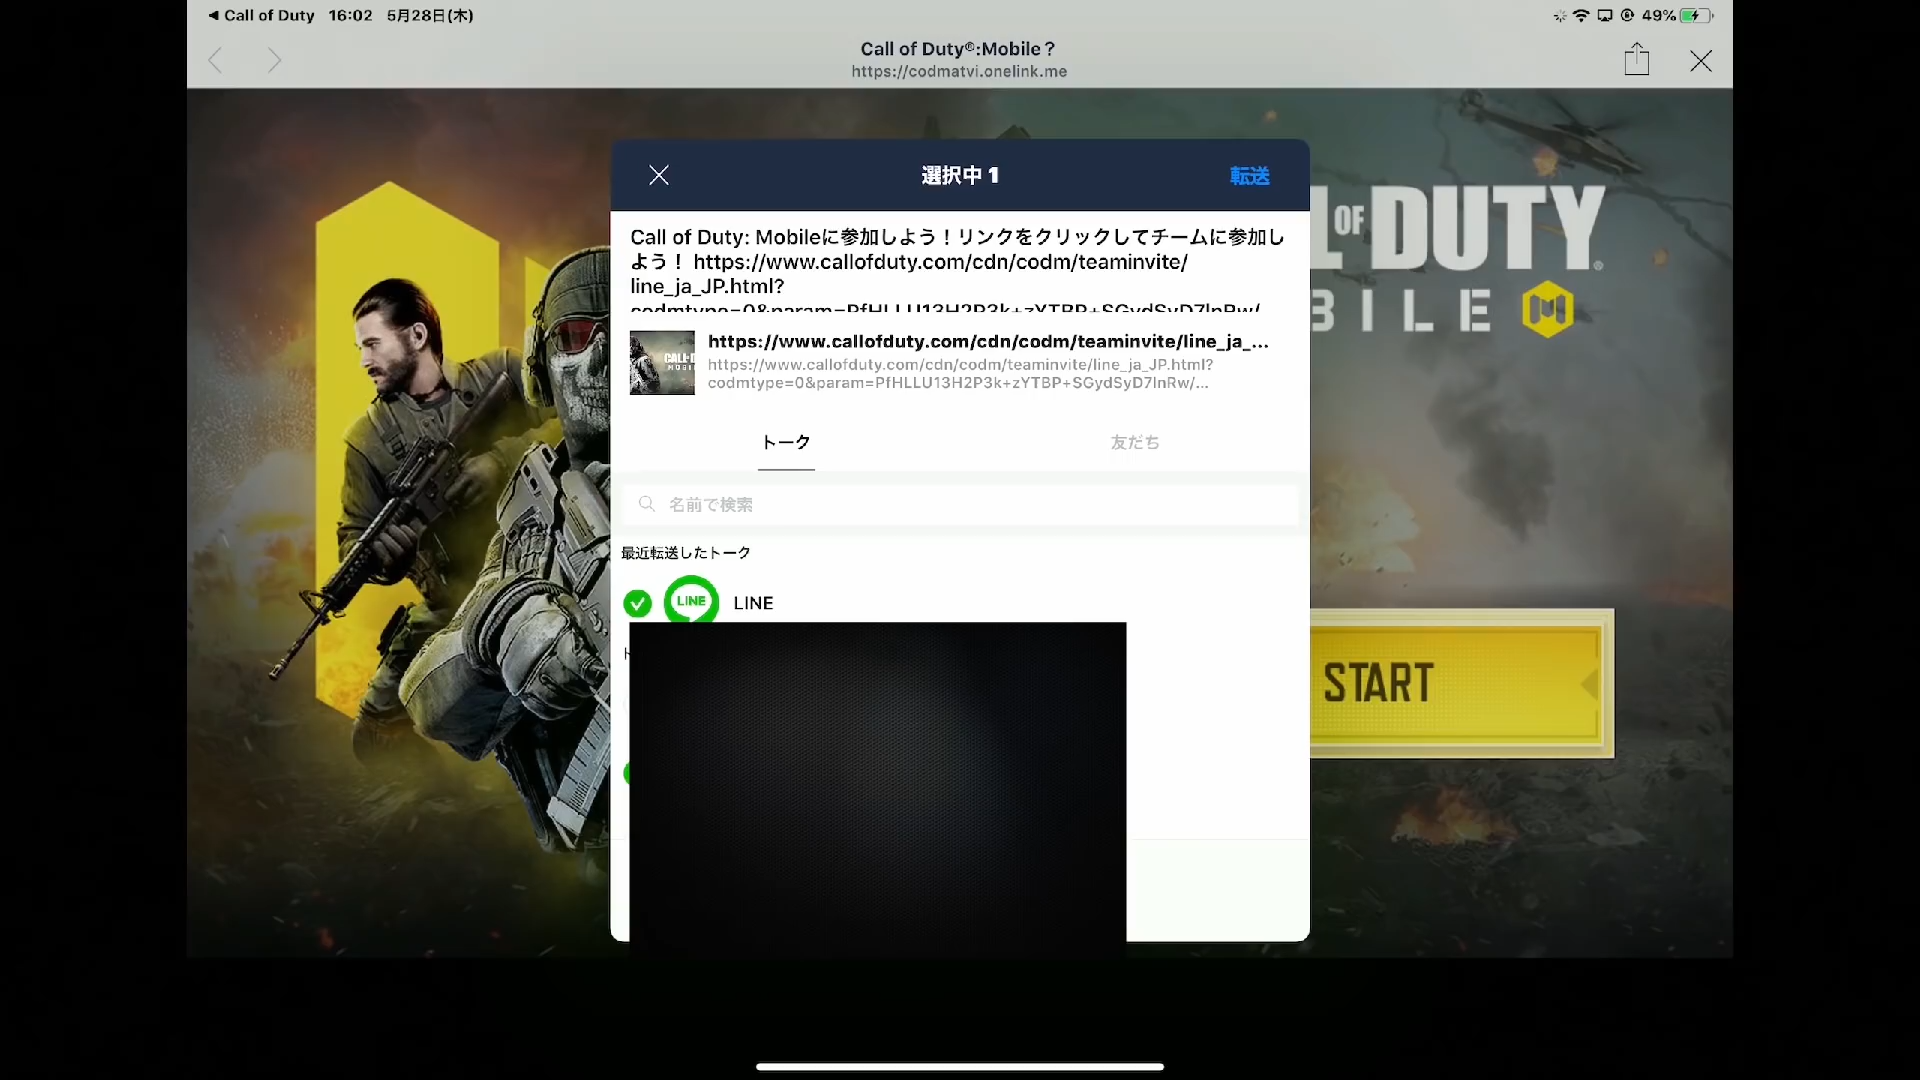 ◀ Call of Duty 16:02 5月28日(木)
49%
Call of Duty®:Mobile？
https://codmatvi.onelink.me
選択中 1
転送
Call of Duty: Mobileに参加しよう！リンクをクリックしてチームに参加し
よう！ https://www.callofduty.com/cdn/codm/teaminvite/
line_ja_JP.html?
codmtype=0&param=PfHLLU13H2P3k+zYTBP+SGydSyD7lnRw/
https://www.callofduty.com/cdn/codm/teaminvite/line_ja_...
https://www.callofduty.com/cdn/codm/teaminvite/line_ja_JP.html?
codmtype=0&param=PfHLLU13H2P3k+zYTBP+SGydSyD7lnRw/...
トーク
友だち
名前で検索
最近転送したトーク
LINE
LINE
OF DUTY
BILE
START